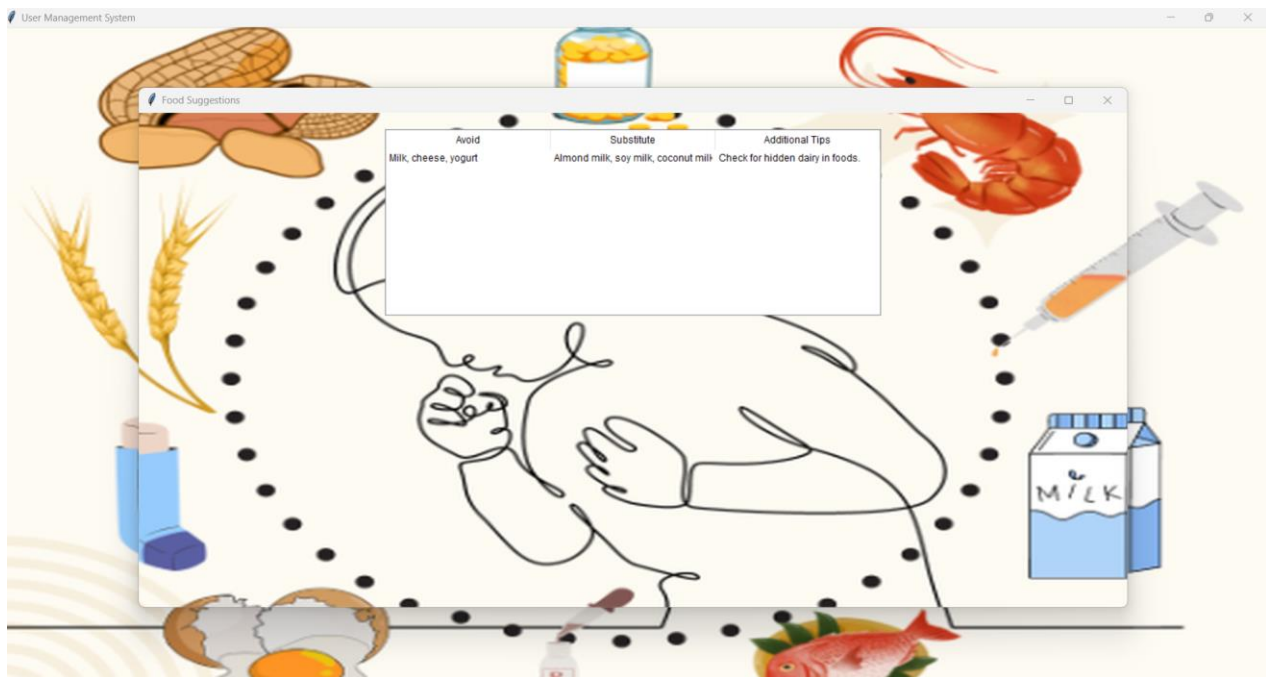 User Management System
Food Suggestions
Avoid Substitute Additional Tips
Milk, cheese, yogurt Almond milk, soy milk, coconut milk Check for hidden dairy in foods.
MILK